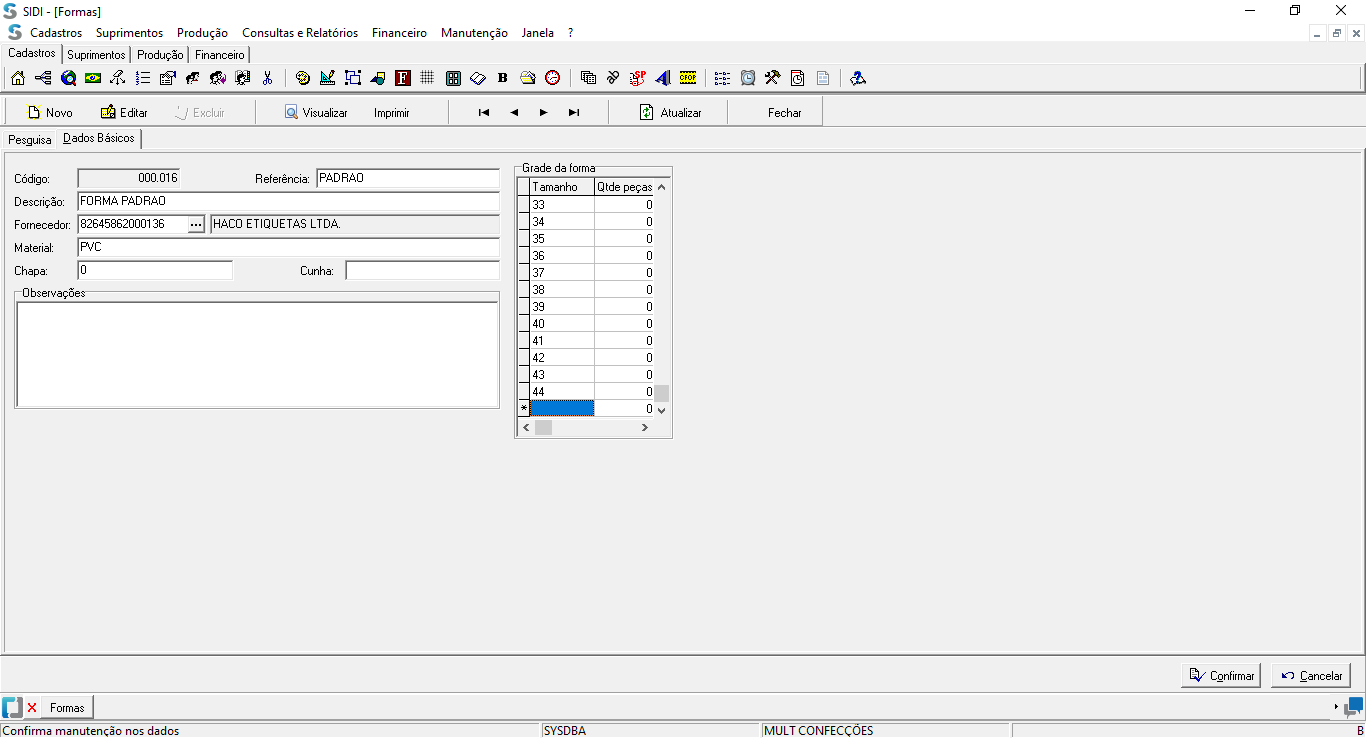 SIDI - [Formas]
Cadastros Suprimentos Produção Consultas e Relatórios Financeiro Manutenção Janela ?
Cadastros Suprimentos Produção Financeiro
F B SP CFOP
Novo Editar Excluir Visualizar Imprimir Atualizar Fechar
Pesquisa Dados Básicos
Código: 000.016 Referência: PADRAO
Descrição: FORMA PADRAO
Fornecedor: 82645862000136 ... HACO ETIQUETAS LTDA.
Material: PVC
Chapa: 0 Cunha:
Observações
Grade da forma
Tamanho Qtde peças
33 0
34 0
35 0
36 0
37 0
38 0
39 0
40 0
41 0
42 0
43 0
44 0
* 0
Confirmar Cancelar
Formas
Confirma manutenção nos dados SYSDBA MULT CONFECÇÕES B